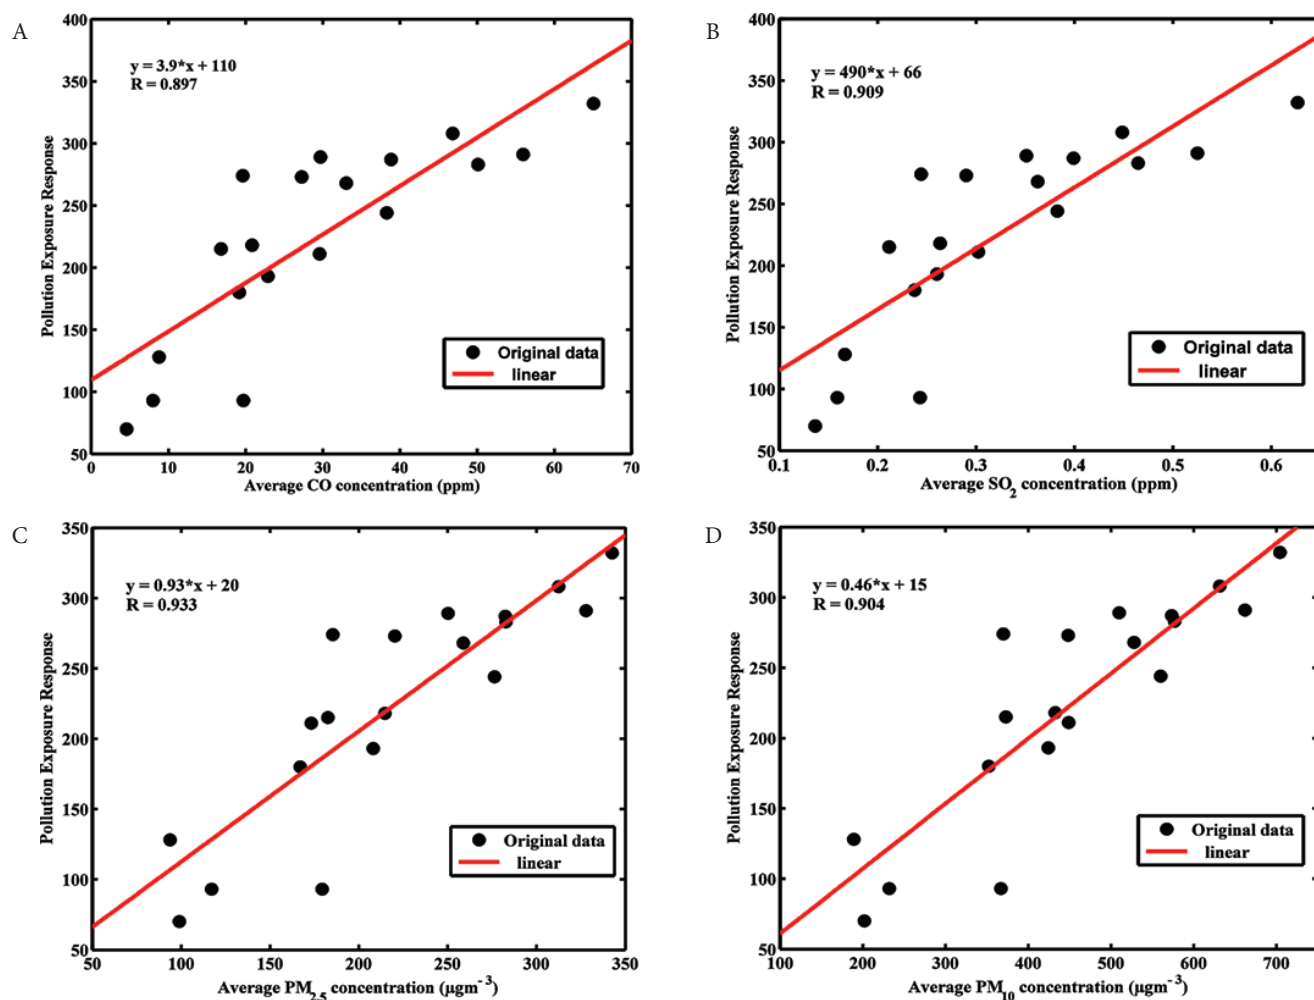 A
400
350
300
250
200
150
100
50
y = 3.9*x + 110
R = 0.897
Pollution Exposure Response
Original data
linear
0 10 20 30 40 50 60 70
Average CO concentration (ppm)
B
400
350
300
250
200
150
100
50
y = 490*x + 66
R = 0.909
Pollution Exposure Response
Original data
linear
0.1 0.2 0.3 0.4 0.5 0.6
Average SO2 concentration (ppm)
C
350
300
250
200
150
100
50
y = 0.93*x + 20
R = 0.933
Pollution Exposure Response
Original data
linear
50 100 150 200 250 300 350
Average PM2.5 concentration (µgm⁻³)
D
350
300
250
200
150
100
50
y = 0.46*x + 15
R = 0.904
Pollution Exposure Response
Original data
linear
100 200 300 400 500 600 700
Average PM10 concentration (µgm⁻³)